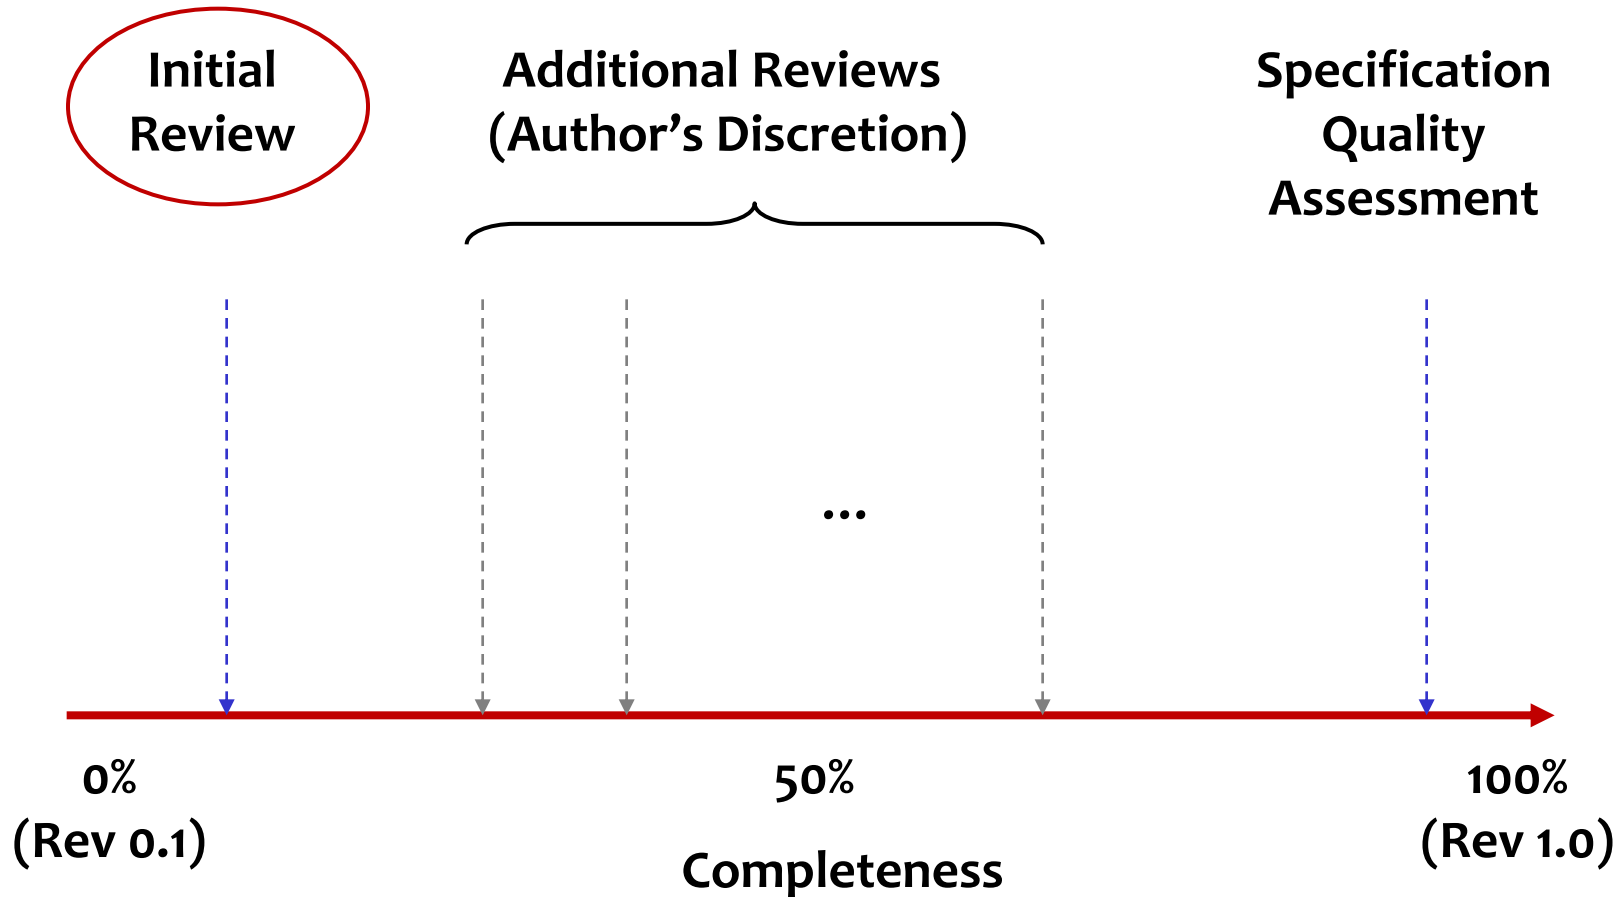 Initial
Review
Additional Reviews
(Author’s Discretion)
Specification
Quality
Assessment
...
0%
(Rev 0.1)
50%
100%
(Rev 1.0)
Completeness